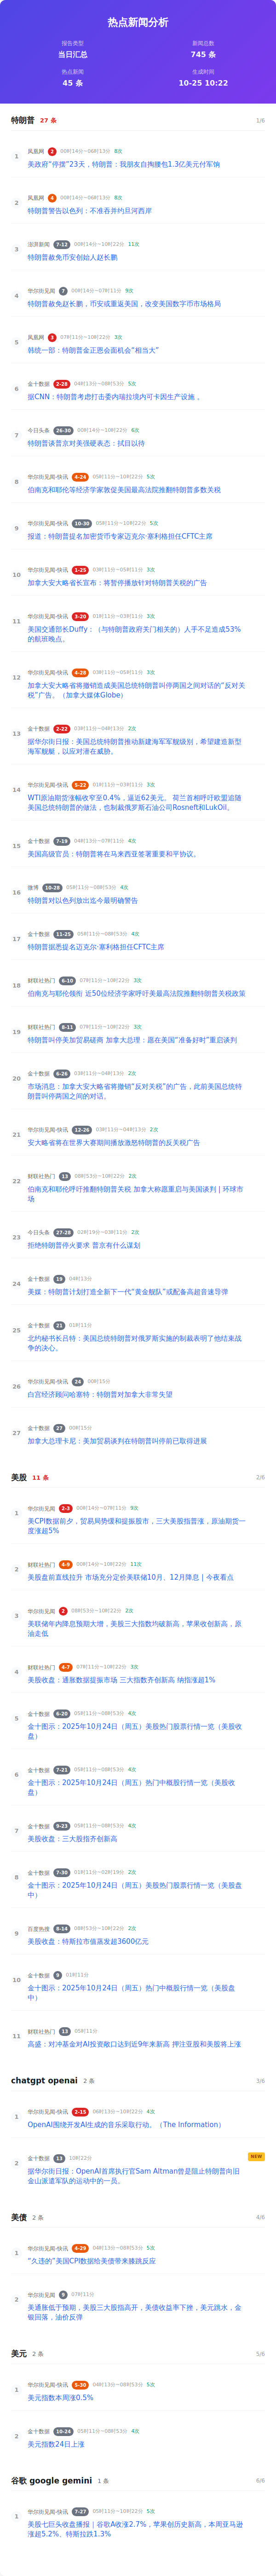 热点新闻分析
报告类型
当日汇总
新闻总数
745 条
热点新闻
45 条
生成时间
10-25 10:22
特朗普 27 条 1/6
1
凤凰网 2 00时14分~06时13分 8次
美政府“停摆”23天，特朗普：我朋友自掏腰包1.3亿美元付军饷
2
凤凰网 4 00时14分~06时13分 8次
特朗普警告以色列：不准吞并约旦河西岸
3
澎湃新闻 7-12 00时14分~10时22分 11次
特朗普赦免币安创始人赵长鹏
4
华尔街见闻 7 00时14分~07时11分 9次
特朗普赦免赵长鹏，币安或重返美国，改变美国数字货币市场格局
5
凤凰网 3 07时11分~10时22分 3次
韩统一部：特朗普金正恩会面机会“相当大”
6
金十数据 2-28 04时13分~08时53分 5次
据CNN：特朗普考虑打击委内瑞拉境内可卡因生产设施 。
7
今日头条 26-30 00时14分~10时22分 6次
特朗普谈普京对美强硬表态：拭目以待
8
华尔街见闻-快讯 4-24 05时11分~10时22分 5次
伯南克和耶伦等经济学家敦促美国最高法院推翻特朗普多数关税
9
华尔街见闻-快讯 10-30 05时11分~10时22分 5次
报道：特朗普提名加密货币专家迈克尔·塞利格担任CFTC主席
10
华尔街见闻-快讯 1-25 03时11分~05时11分 3次
加拿大安大略省长宣布：将暂停播放针对特朗普关税的广告
11
华尔街见闻-快讯 3-20 01时11分~03时11分 3次
美国交通部长Duffy：（与特朗普政府关门相关的）人手不足造成53%
的航班晚点。
12
华尔街见闻-快讯 4-28 03时11分~05时11分 3次
加拿大安大略省将撤销造成美国总统特朗普叫停两国之间对话的“反对关
税”广告。（加拿大媒体Globe）
13
金十数据 2-22 03时11分~04时13分 2次
据华尔街日报：美国总统特朗普推动新建海军军舰级别，希望建造新型
海军舰艇，以应对潜在威胁。
14
华尔街见闻-快讯 5-22 01时11分~03时11分 3次
WTI原油期货涨幅收窄至0.4%，逼近62美元。 荷兰首相呼吁欧盟追随
美国总统特朗普的做法，也制裁俄罗斯石油公司Rosneft和LukOil。
15
金十数据 7-19 04时13分~07时11分 4次
美国高级官员：特朗普将在马来西亚签署重要和平协议。
16
微博 10-28 05时11分~08时53分 4次
特朗普对以色列放出迄今最明确警告
17
金十数据 11-25 05时11分~08时53分 4次
特朗普据悉提名迈克尔·塞利格担任CFTC主席
18
财联社热门 6-10 07时11分~10时22分 3次
伯南克与耶伦领衔 近50位经济学家呼吁美最高法院推翻特朗普关税政策
19
财联社热门 8-11 07时11分~10时22分 3次
特朗普叫停美加贸易磋商 加拿大总理：愿在美国“准备好时”重启谈判
20
金十数据 6-26 03时11分~04时13分 2次
市场消息：加拿大安大略省将撤销“反对关税”的广告，此前美国总统特
朗普叫停两国之间的对话。
21
华尔街见闻-快讯 12-26 03时11分~04时13分 2次
安大略省将在世界大赛期间播放激怒特朗普的反关税广告
22
财联社热门 13 08时53分~10时22分 2次
伯南克和耶伦呼吁推翻特朗普关税 加拿大称愿重启与美国谈判｜环球市
场
23
今日头条 27-28 02时19分~03时11分 2次
拒绝特朗普停火要求 普京有什么谋划
24
金十数据 19 04时13分
美媒：特朗普计划打造全新下一代“黄金舰队”或配备高超音速导弹
25
金十数据 21 01时11分
北约秘书长吕特：美国总统特朗普对俄罗斯实施的制裁表明了他结束战
争的决心。
26
华尔街见闻-快讯 24 00时15分
白宫经济顾问哈塞特：特朗普对加拿大非常失望
27
金十数据 27 00时15分
加拿大总理卡尼：美加贸易谈判在特朗普叫停前已取得进展
美股 11 条 2/6
1
华尔街见闻 2-3 00时14分~07时11分 9次
美CPI数据前夕，贸易局势缓和提振股市，三大美股指普涨，原油期货一
度涨超5%
2
财联社热门 4-9 00时14分~10时22分 11次
美股盘前直线拉升 市场充分定价美联储10月、12月降息｜今夜看点
3
华尔街见闻 2 08时53分~10时22分 2次
美联储年内降息预期大增，美股三大指数均破新高，苹果收创新高，原
油走低
4
财联社热门 4-7 07时11分~10时22分 3次
美股收盘：通胀数据提振市场 三大指数齐创新高 纳指涨超1%
5
金十数据 6-20 05时11分~08时53分 4次
金十图示：2025年10月24日（周五）美股热门股票行情一览（美股收
盘）
6
金十数据 7-21 05时11分~08时53分 4次
金十图示：2025年10月24日（周五）热门中概股行情一览（美股收
盘）
7
金十数据 9-23 05时11分~08时53分 4次
美股收盘：三大股指齐创新高
8
金十数据 7-30 01时11分~02时19分 2次
金十图示：2025年10月24日（周五）美股热门股票行情一览（美股盘
中）
9
百度热搜 8-14 08时53分~10时22分 2次
美股收盘：特斯拉市值蒸发超3600亿元
10
金十数据 9 01时11分
金十图示：2025年10月24日（周五）热门中概股行情一览（美股盘
中）
11
财联社热门 13 05时11分
高盛：对冲基金对AI投资敞口达到近9年来新高 押注亚股和美股将上涨
chatgpt openai 2 条 3/6
1
华尔街见闻-快讯 2-15 06时13分~10时22分 4次
OpenAI围绕开发AI生成的音乐采取行动。（The Information）
2
金十数据 13 10时22分 NEW
据华尔街日报：OpenAI首席执行官Sam Altman曾是阻止特朗普向旧
金山派遣军队的运动中的一员。
美债 2 条 4/6
1
华尔街见闻-快讯 4-29 04时13分~08时53分 5次
“久违的”美国CPI数据给美债带来膝跳反应
2
华尔街见闻 9 07时11分
美通胀低于预期，美股三大股指高开，美债收益率下挫，美元跳水，金
银回落，油价反弹
美元 2 条 5/6
1
华尔街见闻-快讯 5-30 04时13分~08时53分 5次
美元指数本周涨0.5%
2
金十数据 10-24 05时11分~08时53分 4次
美元指数24日上涨
谷歌 google gemini 1 条 6/6
1
华尔街见闻-快讯 7-27 05时11分~10时22分 5次
美股七巨头收盘播报｜谷歌A收涨2.7%，苹果创历史新高，本周亚马逊
涨超5.2%、特斯拉跌1.3%